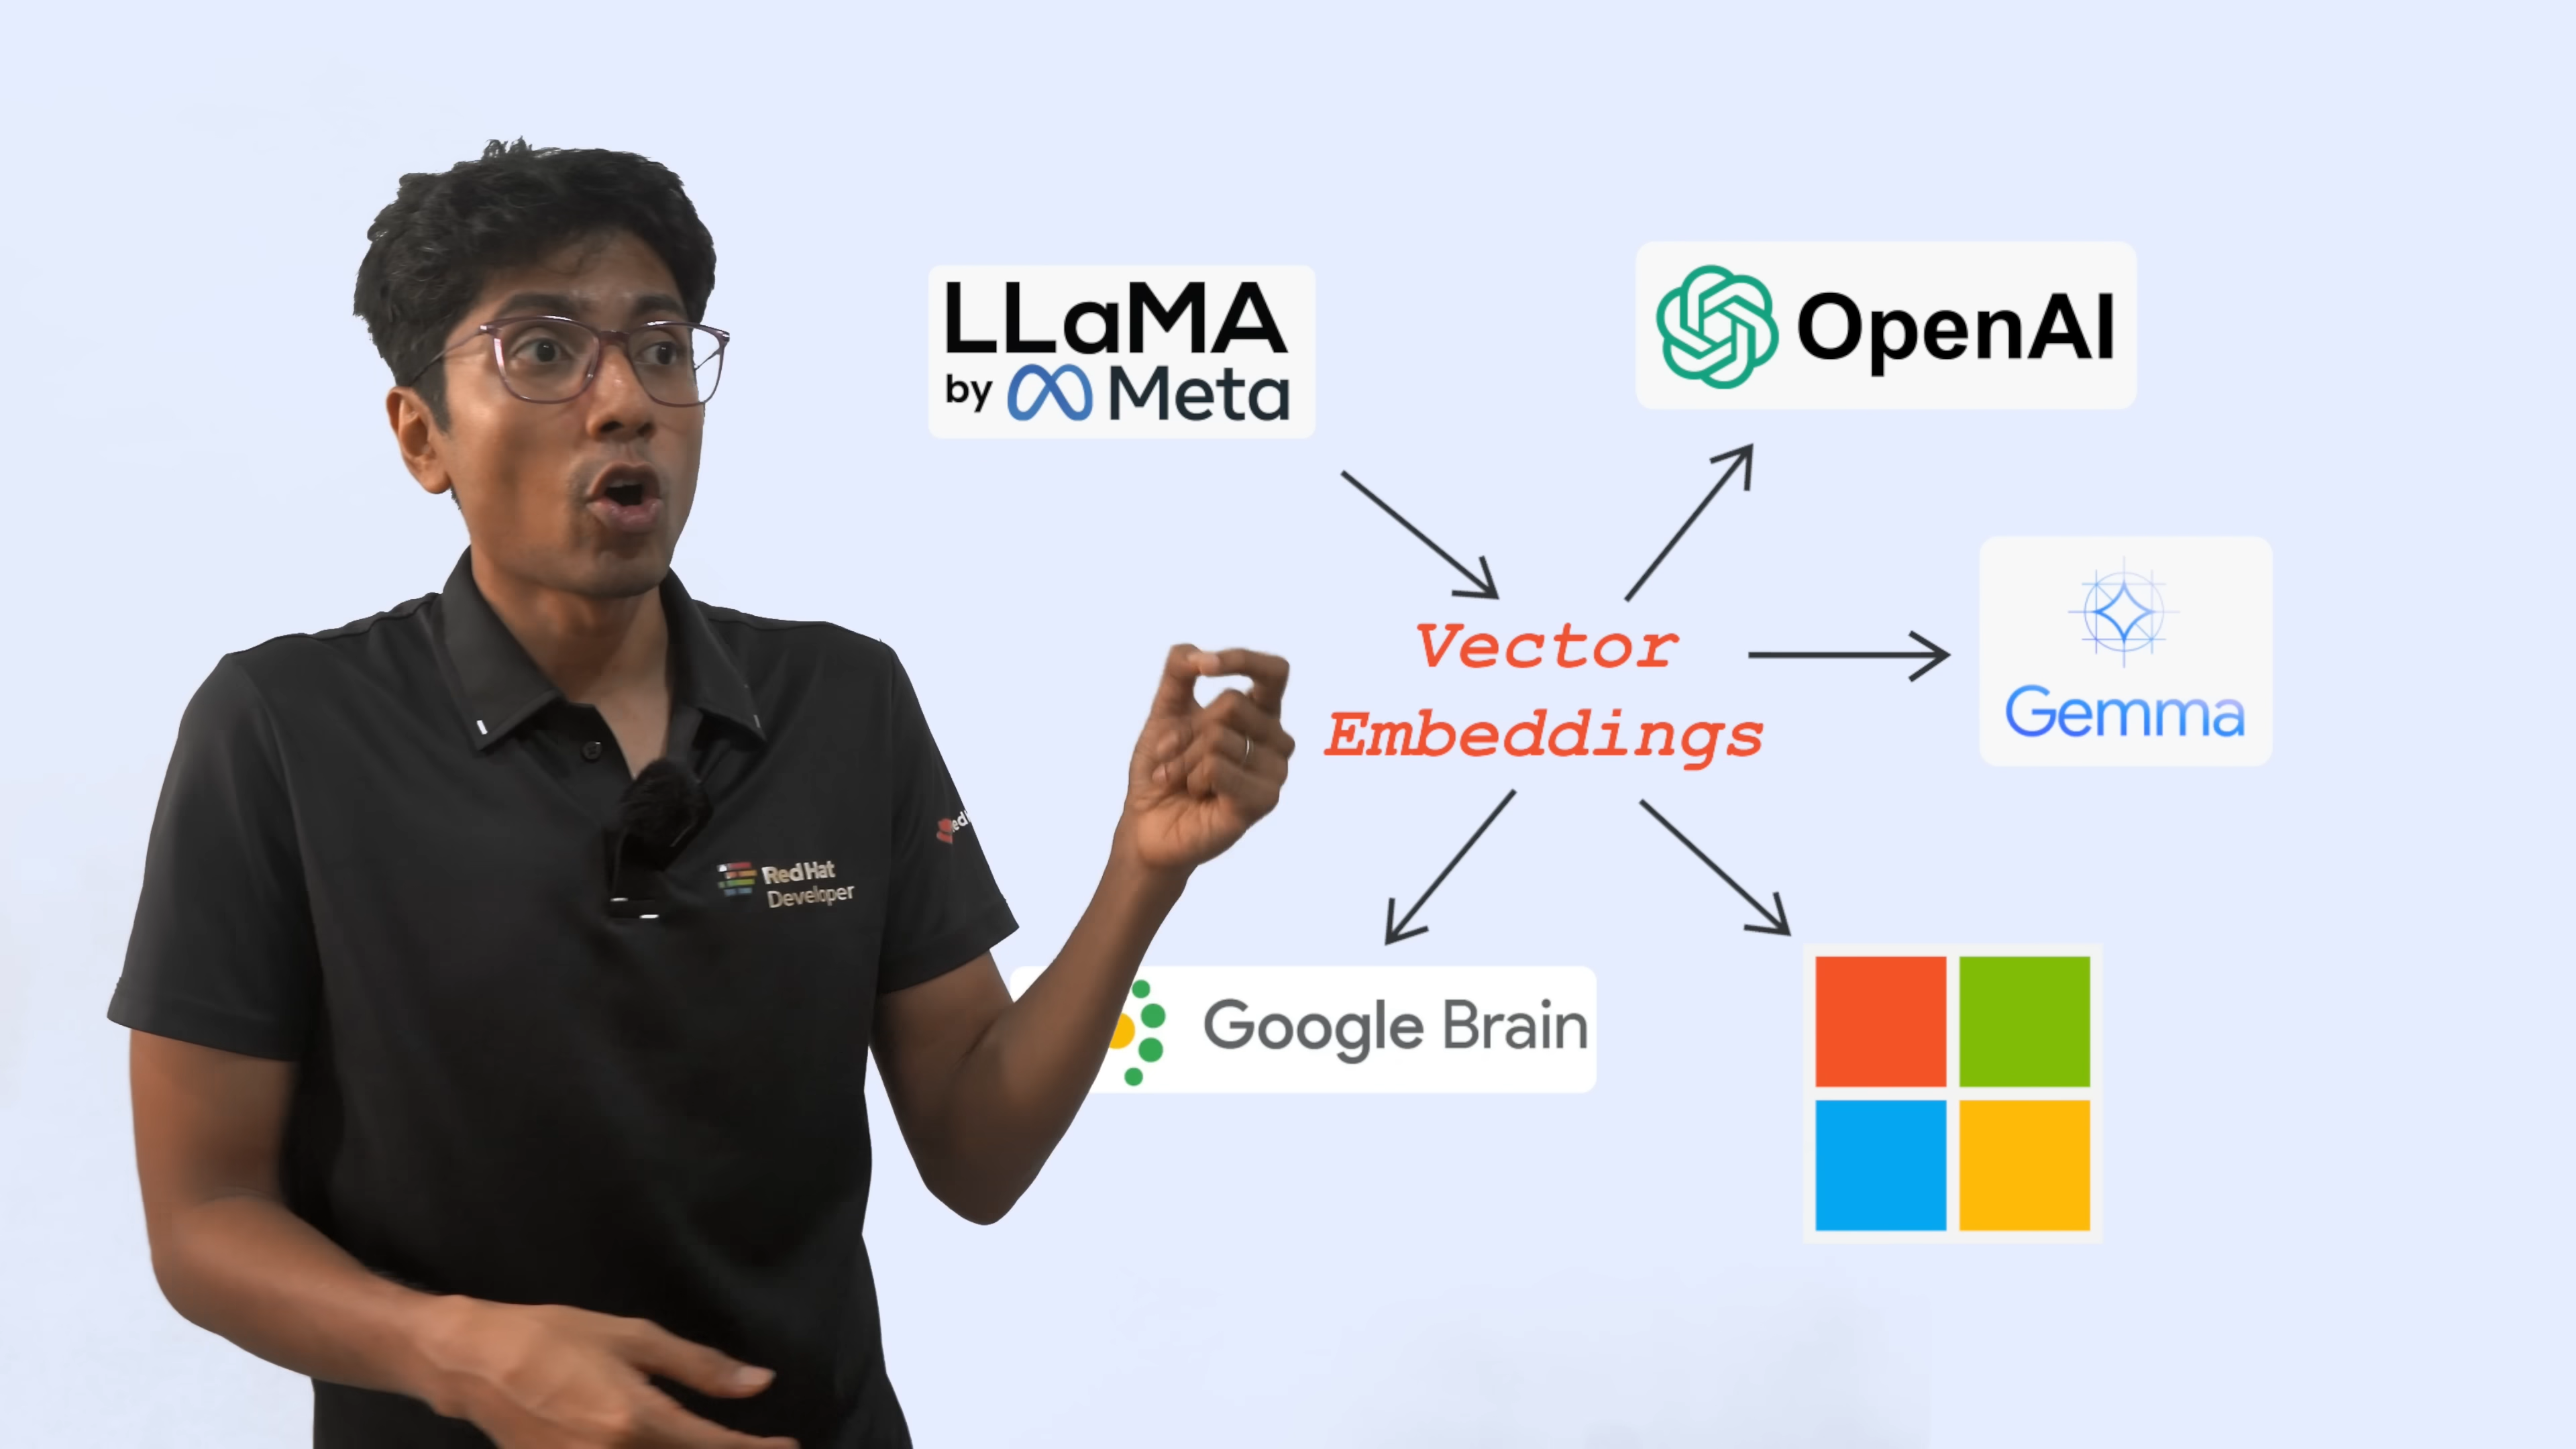 LLaMA
by Meta
OpenAI
Vector
Embeddings
Gemma
Red Hat
Developer
Google Brain